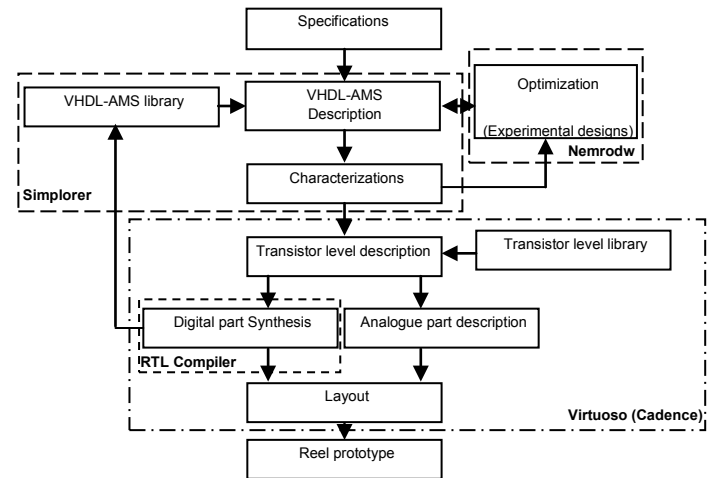 Specifications
VHDL-AMS library
VHDL-AMS
Description
Optimization
(Experimental designs)
Nemrodw
Characterizations
Simplorer
Transistor level description
Transistor level library
Digital part Synthesis
Analogue part description
RTL Compiler
Layout
Virtuoso (Cadence)
Reel prototype